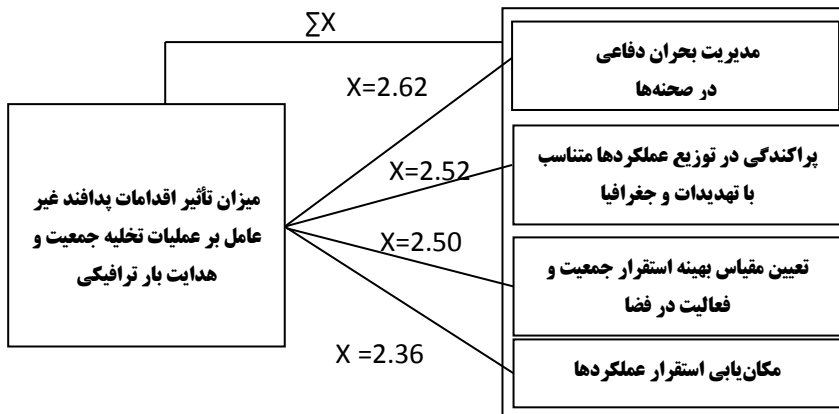 ∑X
مدیریت بحران دفاعی
در صحنه‌ها
X=2.62
پراکندگی در توزیع عملکردها متناسب
با تهدیدات و جغرافیا
X=2.52
میزان تأثیر اقدامات پدافند غیر
عامل بر عملیات تخلیه جمعیت و
هدایت بار ترافیکی
X=2.50
تعیین مقیاس بهینه استقرار جمعیت و
فعالیت در فضا
X =2.36
مکان‌یابی استقرار عملکردها